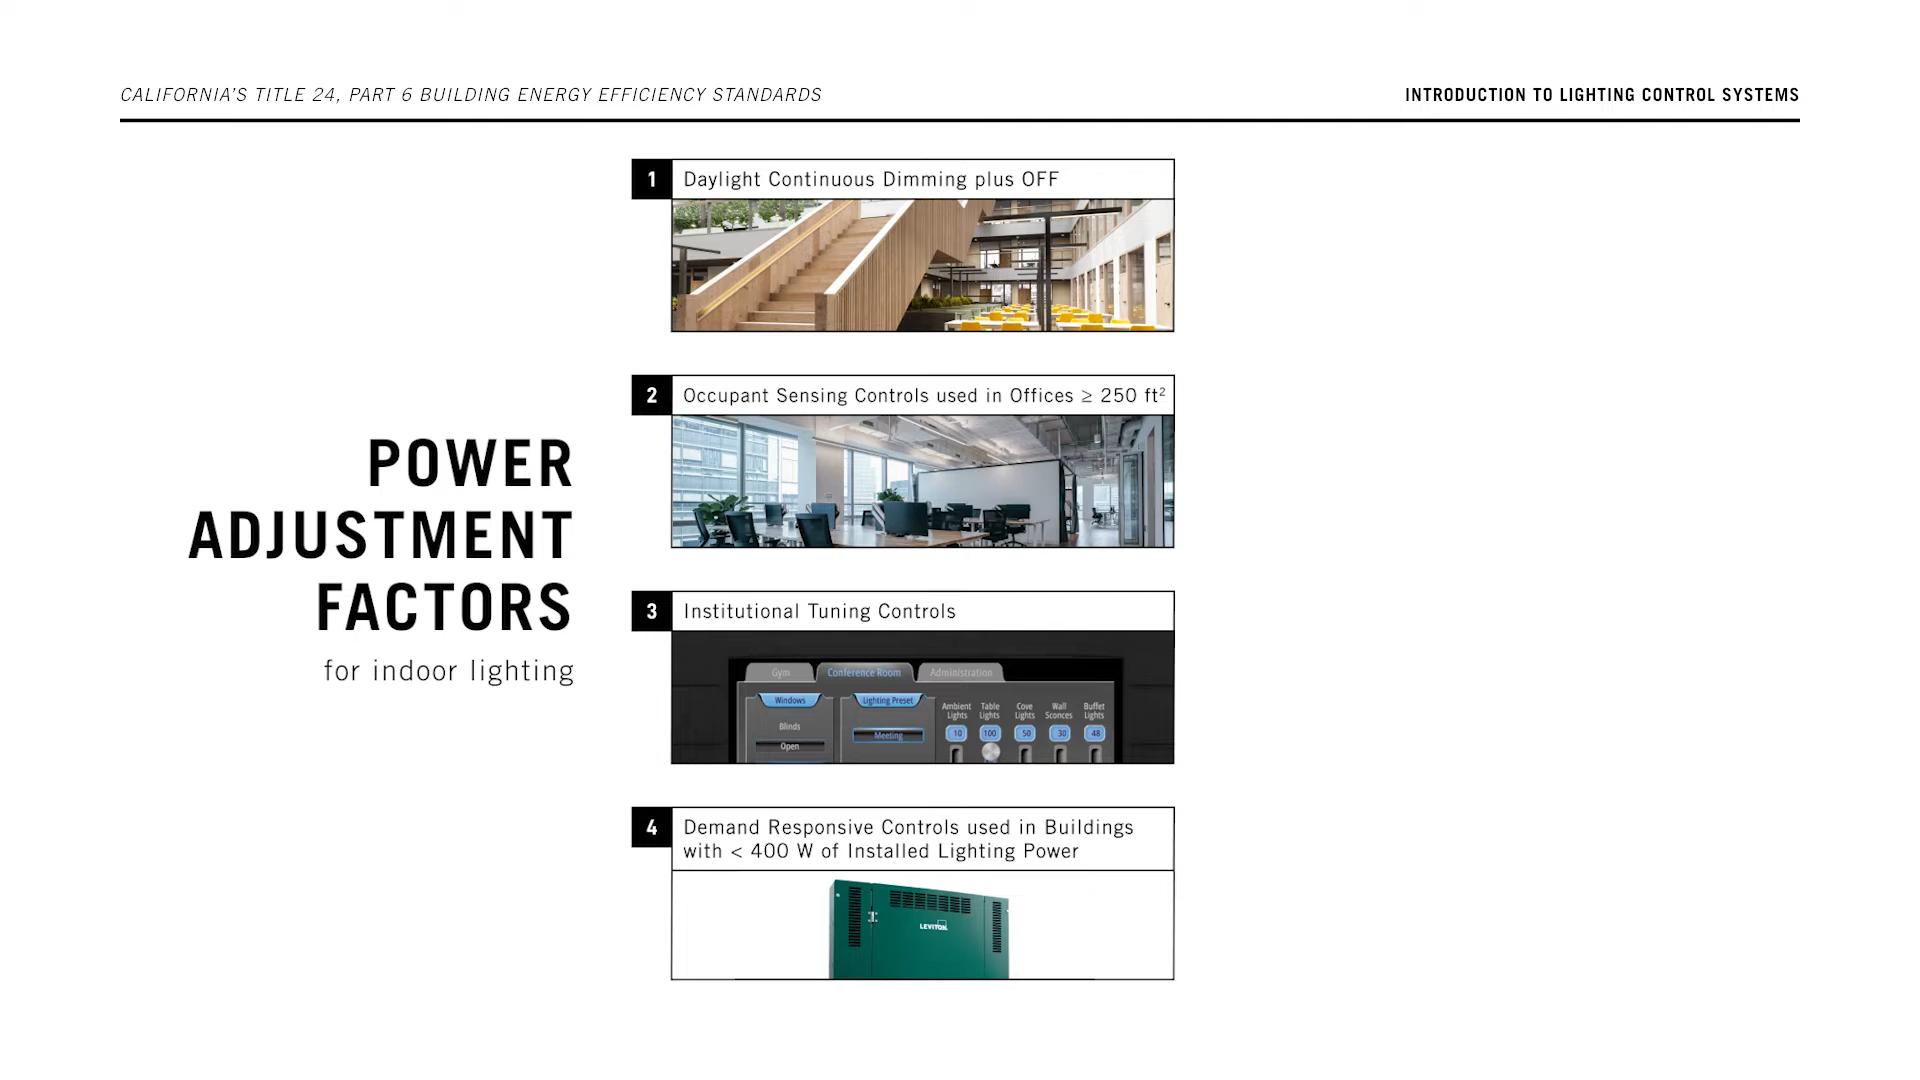 CALIFORNIA'S TITLE 24, PART 6 BUILDING ENERGY EFFICIENCY STANDARDS
INTRODUCTION TO LIGHTING CONTROL SYSTEMS
POWER
ADJUSTMENT
FACTORS
for indoor lighting
1 Daylight Continuous Dimming plus OFF
2 Occupant Sensing Controls used in Offices ≥ 250 ft²
3 Institutional Tuning Controls
Gym Conference Room Administration
Windows
Blinds
Open
Lighting Preset
Meeting
Ambient Lights
Table Lights
Cove Lights
Wall Sconces
Buffet Lights
10 100 50 30 48
4 Demand Responsive Controls used in Buildings
with < 400 W of Installed Lighting Power
LEVITON